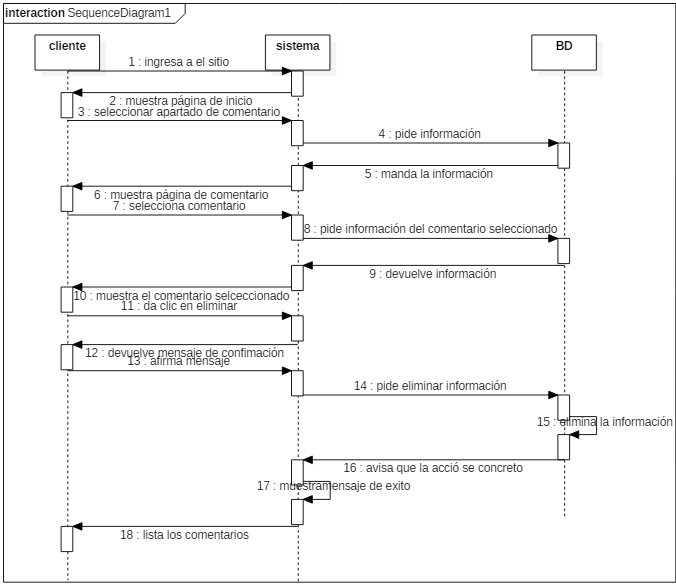 interaction SequenceDiagram1
cliente
sistema
BD
1 : ingresa a el sitio
2 : muestra página de inicio
3 : seleccionar apartado de comentario
4 : pide información
5 : manda la información
6 : muestra página de comentario
7 : selecciona comentario
8 : pide información del comentario seleccionado
9 : devuelve información
10 : muestra el comentario selceccionado
11 : da clic en eliminar
12 : devuelve mensaje de confimación
13 : afirma mensaje
14 : pide eliminar información
15 : elimina la información
16 : avisa que la acció se concreto
17 : muestramensaje de exito
18 : lista los comentarios